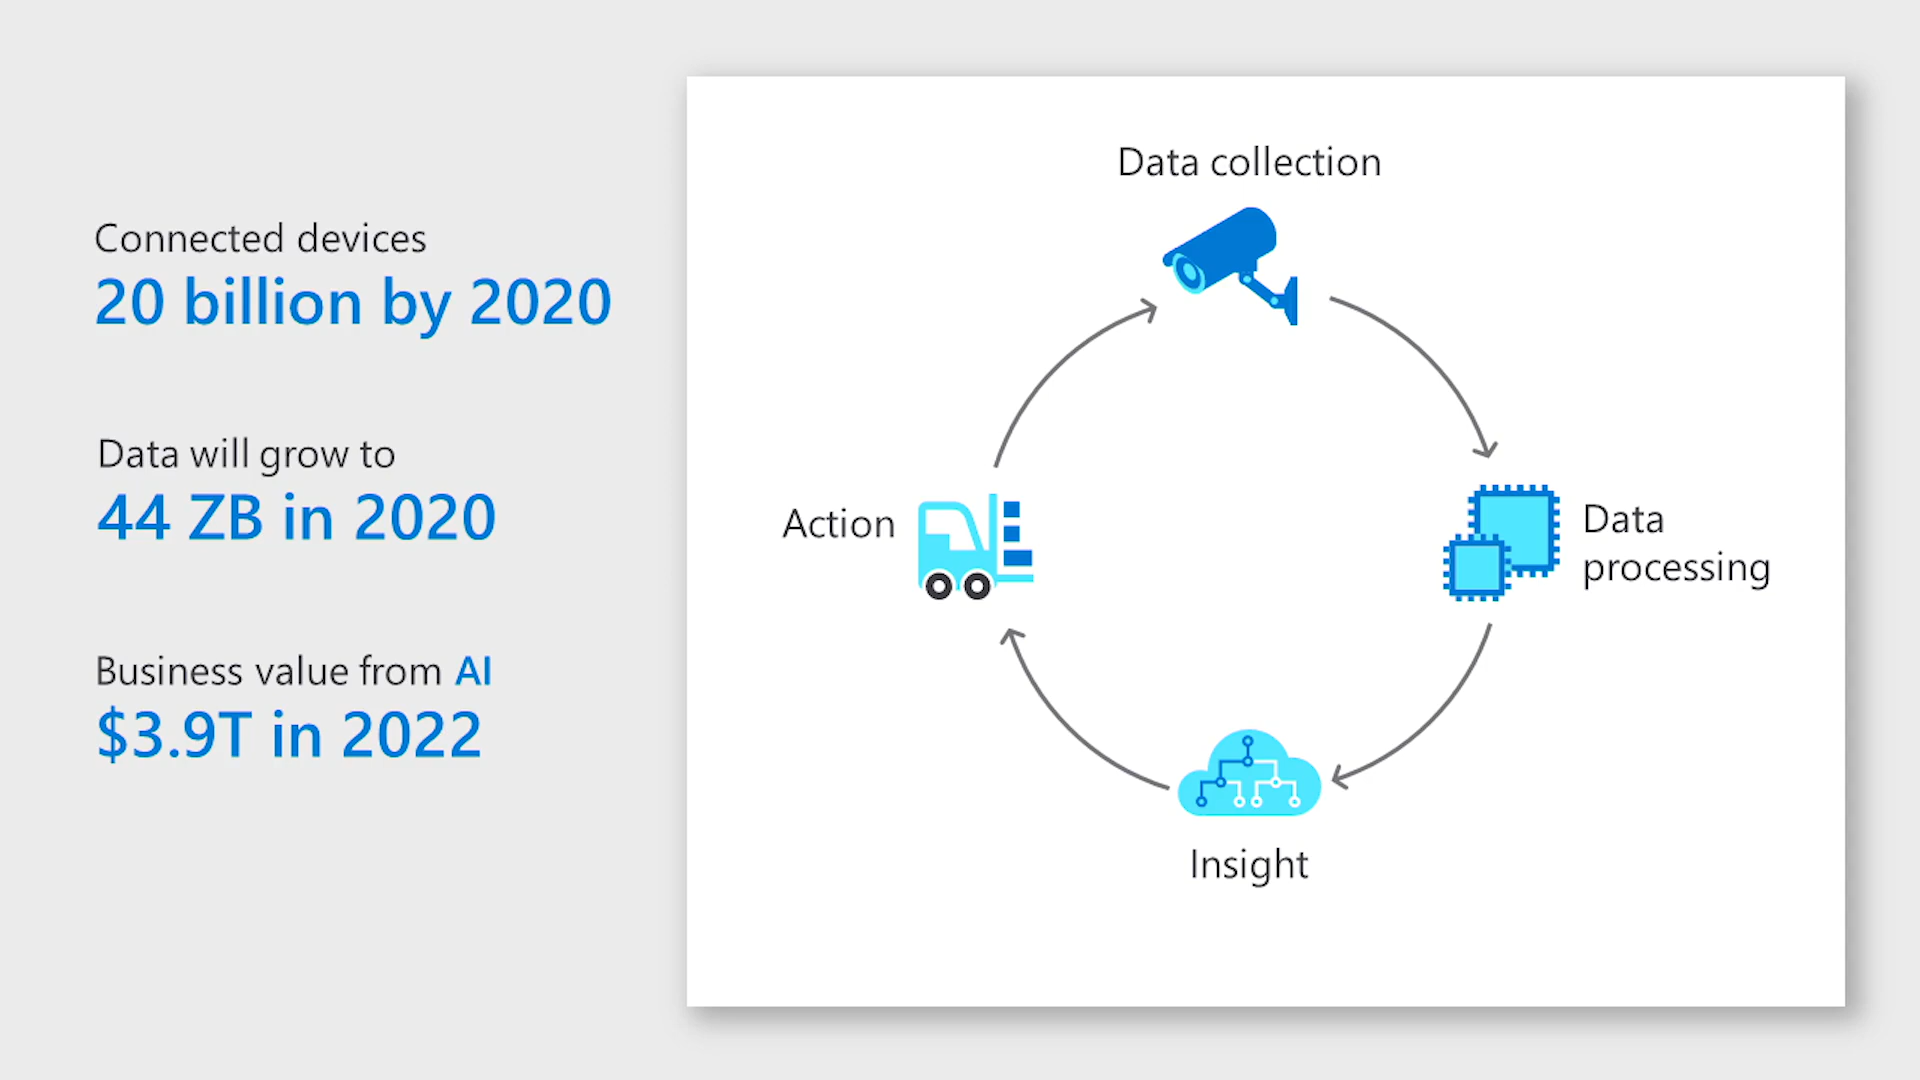 Connected devices
20 billion by 2020
Data will grow to
44 ZB in 2020
Business value from AI
$3.9T in 2022
Data collection
Data
processing
Insight
Action